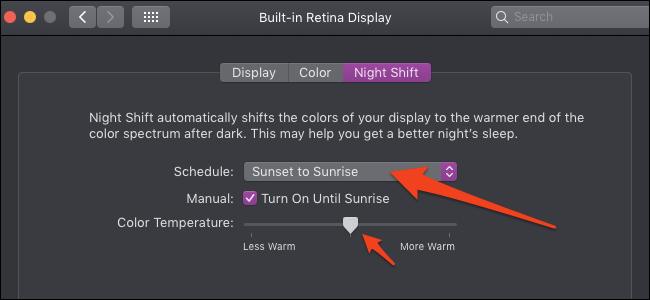 Built-in Retina Display
Search
Display Color Night Shift
Night Shift automatically shifts the colors of your display to the warmer end of the
color spectrum after dark. This may help you get a better night's sleep.
Schedule: Sunset to Sunrise
Manual: Turn On Until Sunrise
Color Temperature:
Less Warm More Warm